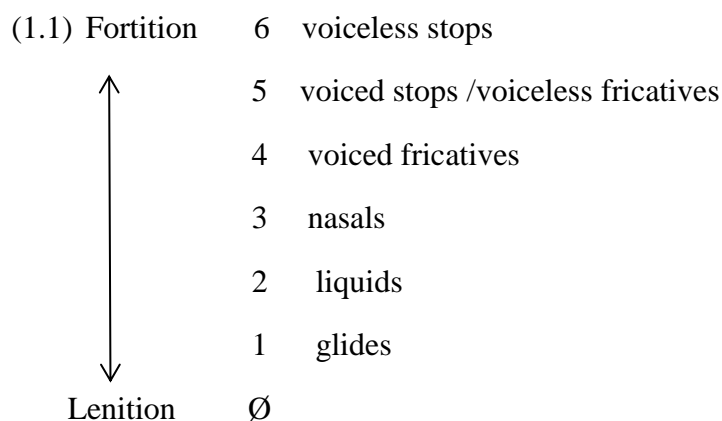 (1.1) Fortition 6 voiceless stops
5 voiced stops /voiceless fricatives
4 voiced fricatives
3 nasals
2 liquids
1 glides
Lenition Ø